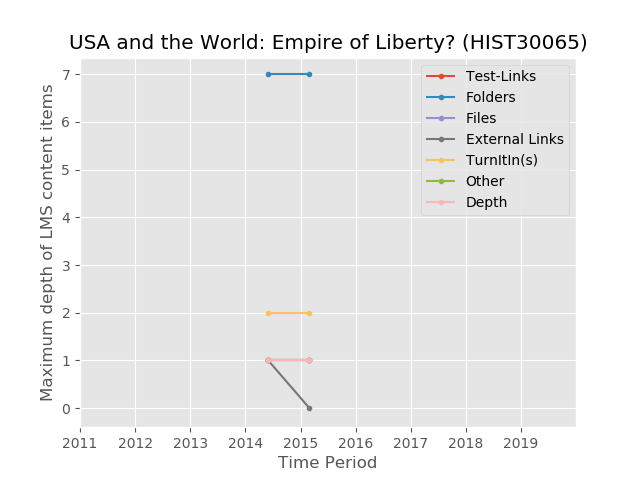 USA and the World: Empire of Liberty? (HIST30065)
Maximum depth of LMS content items
7
6
5
4
3
2
1
0
Test-Links
Folders
Files
External Links
TurnItIn(s)
Other
Depth
2011 2012 2013 2014 2015 2016 2017 2018 2019
Time Period